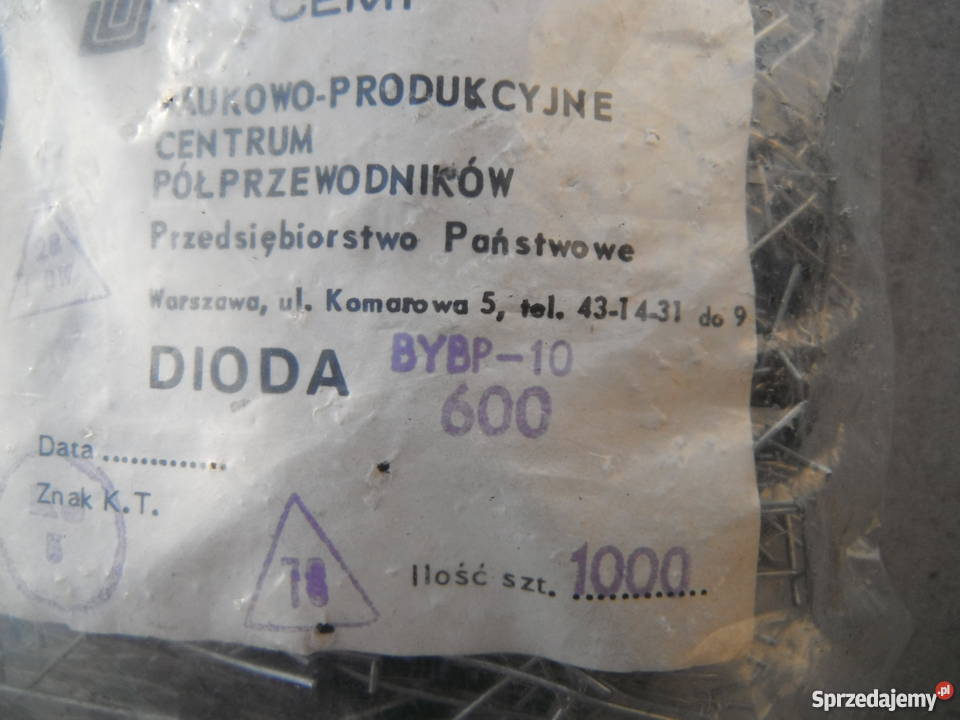 CEMI
NAUKOWO-PRODUKCYJNE
CENTRUM
PÓŁPRZEWODNIKÓW
Przedsiębiorstwo Państwowe
Warszawa, ul. Komarowa 5, tel. 43-14-31 do 9
DIODA BYBP-10
600
Data
Znak K.T.
Ilość szt. 1000
Sprzedajemy.pl